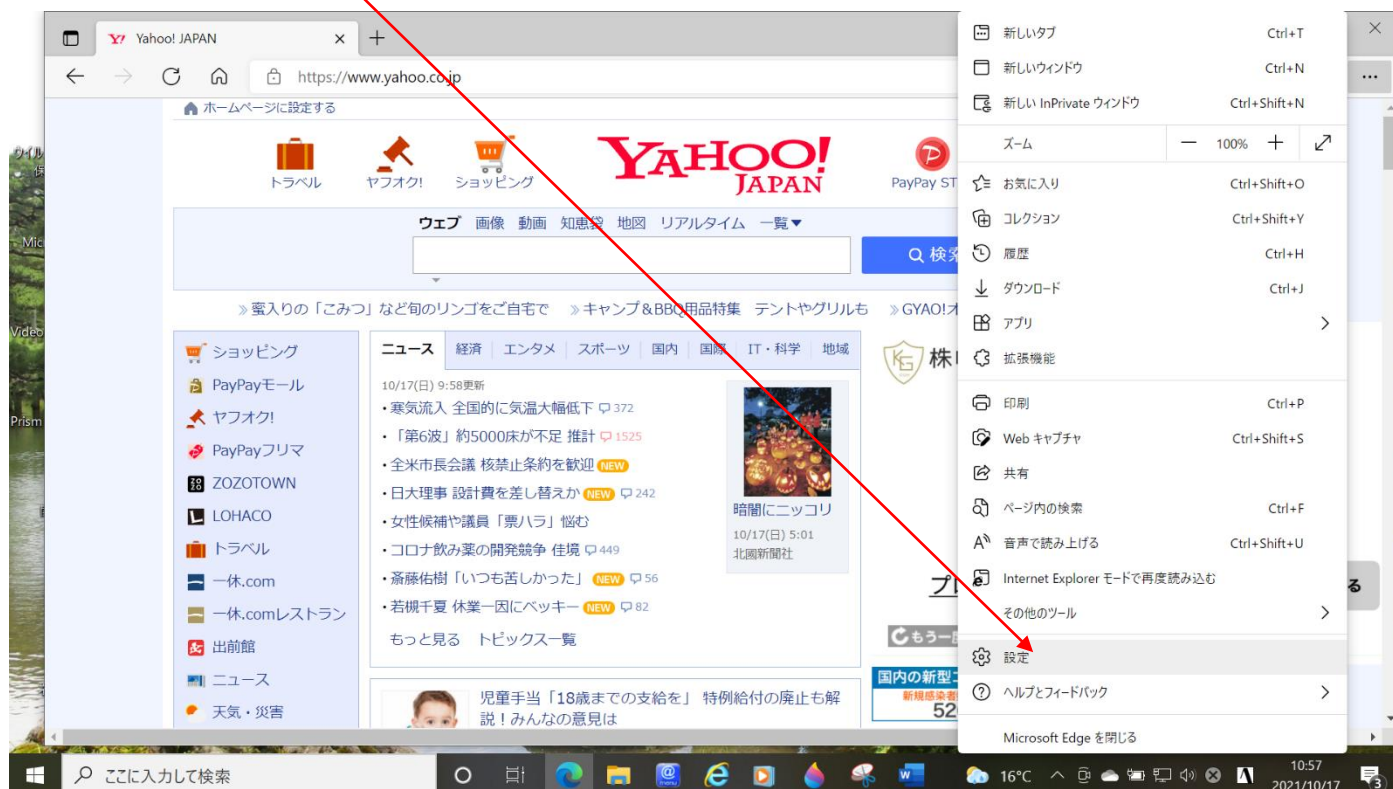 Yahoo! JAPAN
https://www.yahoo.co.jp
ホームページに設定する
トラベル
ヤフオク!
ショッピング
YAHOO!
JAPAN
PayPay ST
ウェブ 画像 動画 知恵袋 地図 リアルタイム 一覧▼
検索
»蜜入りの「こみつ」など旬のリンゴをご自宅で »キャンプ&BBQ用品特集 テントやグリルも »GYAO!オ
ショッピング
PayPayモール
ヤフオク!
PayPayフリマ
ZOZOTOWN
LOHACO
トラベル
一休.com
一休.comレストラン
出前館
ニュース
天気・災害
ニュース 経済 エンタメ スポーツ 国内 国際 IT・科学 地域
10/17(日) 9:58更新
・寒気流入 全国的に気温大幅低下 372
・「第6波」約5000床が不足 推計 1525
・全米市長会議 核禁止条約を歓迎 NEW
・日大理事 設計費を差し替えか NEW 242
・女性候補や議員「票ハラ」悩む
・コロナ飲み薬の開発競争 佳境 449
・斎藤佑樹「いつも苦しかった」 NEW 56
・若槻千夏 休業一因にベッキー NEW 82
もっと見る トピックス一覧
暗闇にニッコリ
10/17(日) 5:01
北國新聞社
児童手当「18歳までの支給を」 特例給付の廃止も解
説!みんなの意見は
KG 株
プ
る
もう一
国内の新型
新規感染者
52
新しいタブ Ctrl+T
新しいウィンドウ Ctrl+N
新しい InPrivate ウィンドウ Ctrl+Shift+N
ズーム — 100% +
お気に入り Ctrl+Shift+O
コレクション Ctrl+Shift+Y
履歴 Ctrl+H
ダウンロード Ctrl+J
アプリ
拡張機能
印刷 Ctrl+P
Web キャプチャ Ctrl+Shift+S
共有
ページ内の検索 Ctrl+F
音声で読み上げる Ctrl+Shift+U
Internet Explorer モードで再度読み込む
その他のツール
設定
ヘルプとフィードバック
Microsoft Edge を閉じる
ウイル
保
Mic
Video
Prism
ここに入力して検索
16°C
10:57
2021/10/17
3